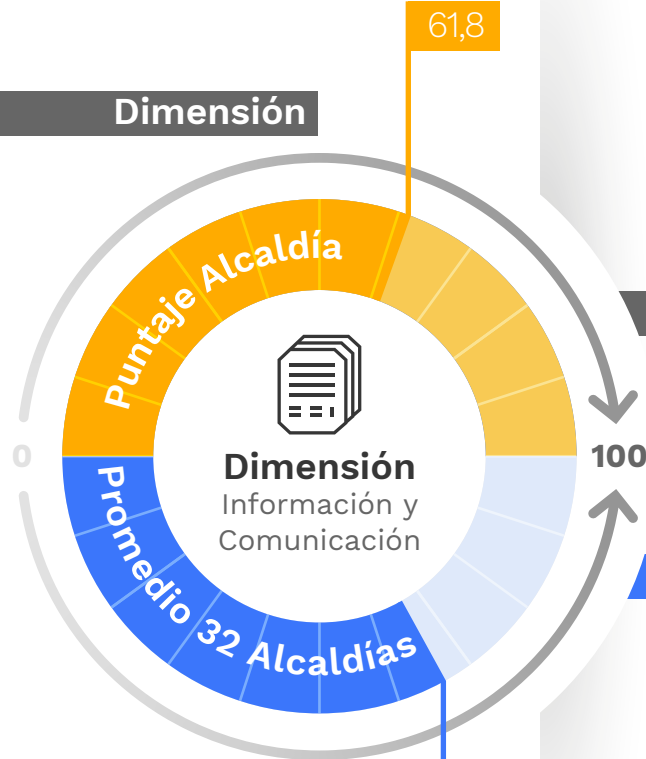 61,8
Dimensión
Puntaje Alcaldía
0
100
Dimensión
Información y
Comunicación
Promedio 32 Alcaldías